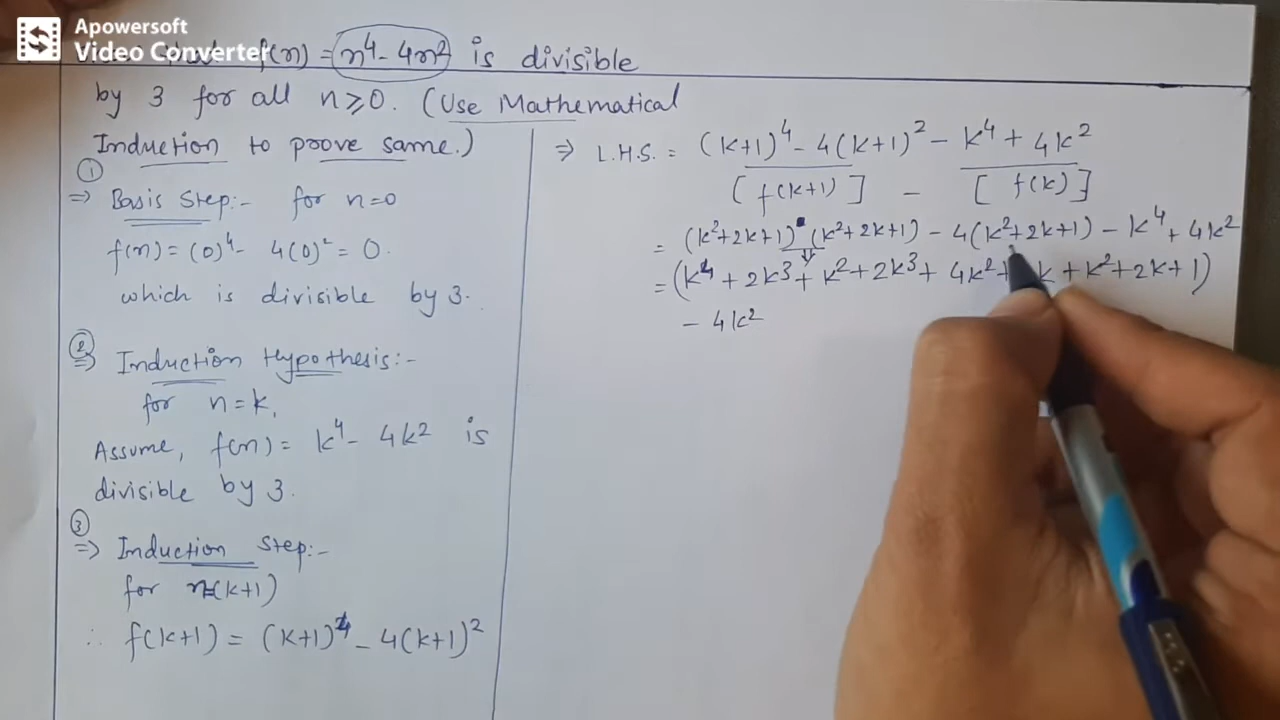 Apowersoft
Video Converter
f(n) = n⁴ - 4n² is divisible
by 3 for all n ≥ 0. (Use Mathematical
Induction to prove same.)
①
⇒ Basis Step:- for n=0
f(n) = (0)⁴ - 4(0)² = 0.
which is divisible by 3.
②
⇒ Induction Hypothesis:-
for n=k,
Assume, f(n) = k⁴ - 4k² is
divisible by 3.
③
⇒ Induction Step:-
for n=(k+1)
∴ f(k+1) = (k+1)⁴ - 4(k+1)²
⇒ L.H.S. = (k+1)⁴ - 4(k+1)² - k⁴ + 4k²
[f(k+1)] - [f(k)]
= (k²+2k+1) (k²+2k+1) - 4(k²+2k+1) - k⁴ + 4k²
= (k⁴ + 2k³ + k² + 2k³ + 4k² + k + k² + 2k + 1)
- 4k²